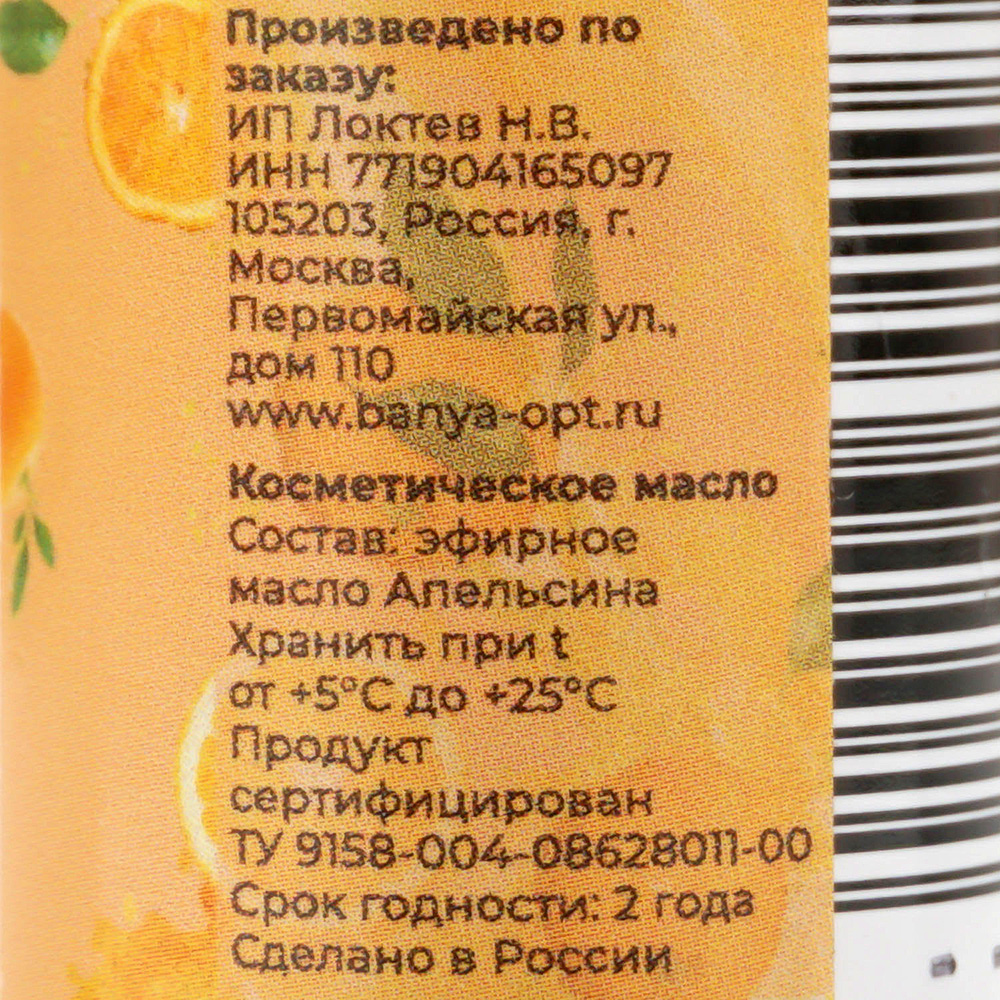 Произведено по
заказу:
ИП Локтев Н.В.
ИНН 771904165097
105203, Россия, г.
Москва,
Первомайская ул.,
дом 110
www.banya-opt.ru
Косметическое масло
Состав: эфирное
масло Апельсина
Хранить при t
от +5°C до +25°C
Продукт
сертифицирован
ТУ 9158-004-08628011-00
Срок годности: 2 года
Сделано в России